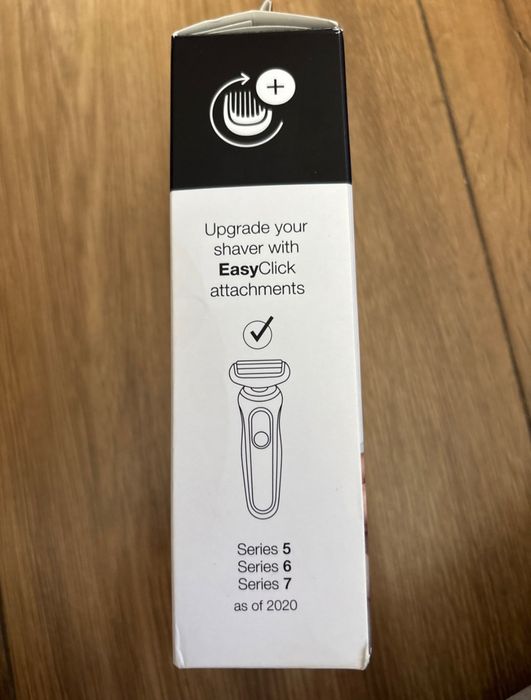 Upgrade your
shaver with
EasyClick
attachments
Series 5
Series 6
Series 7
as of 2020